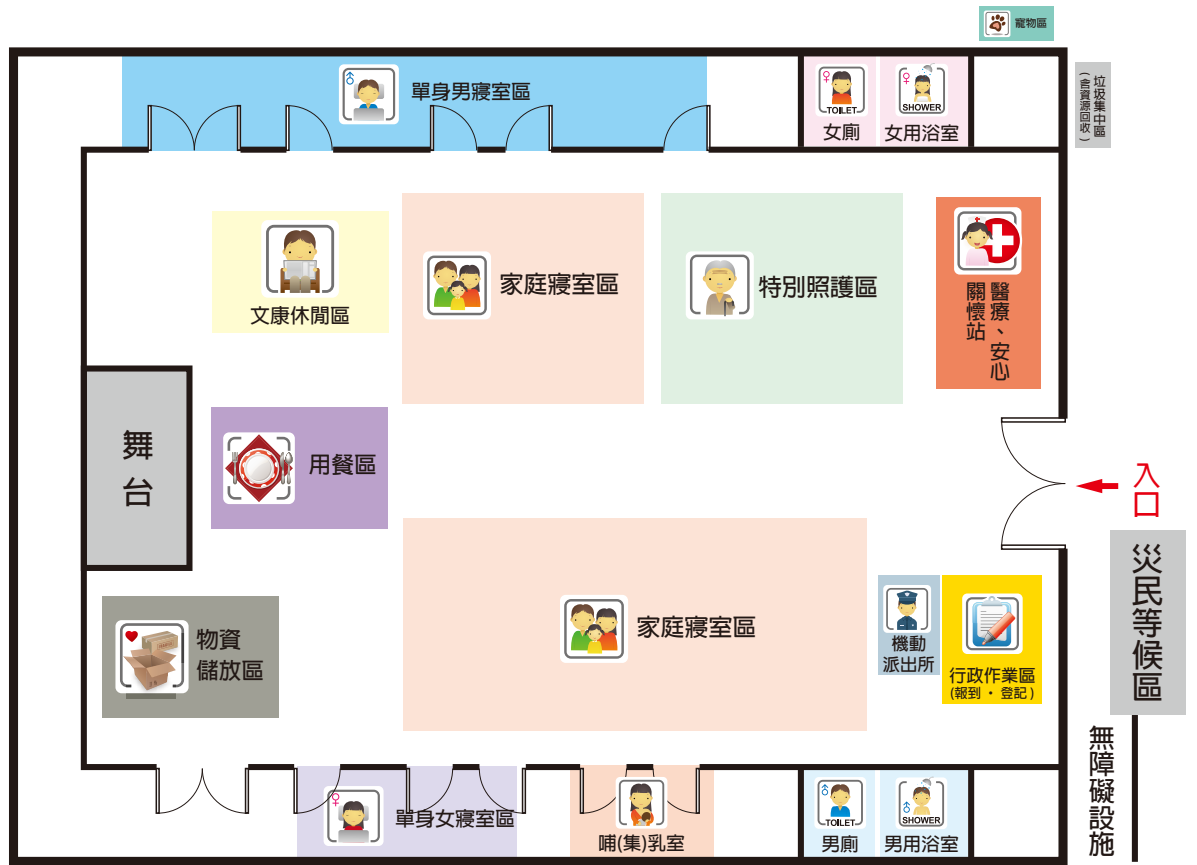 寵物區
垃圾集中區
(含資源回收)
單身男寢室區
TOILET
女廁
SHOWER
女用浴室
文康休閒區
家庭寢室區
特別照護區
醫療、安心
關懷站
舞
台
用餐區
入口
災民等候區
物資
儲放區
家庭寢室區
機動
派出所
行政作業區
(報到 · 登記)
無障礙設施
單身女寢室區
哺(集)乳室
TOILET
男廁
SHOWER
男用浴室